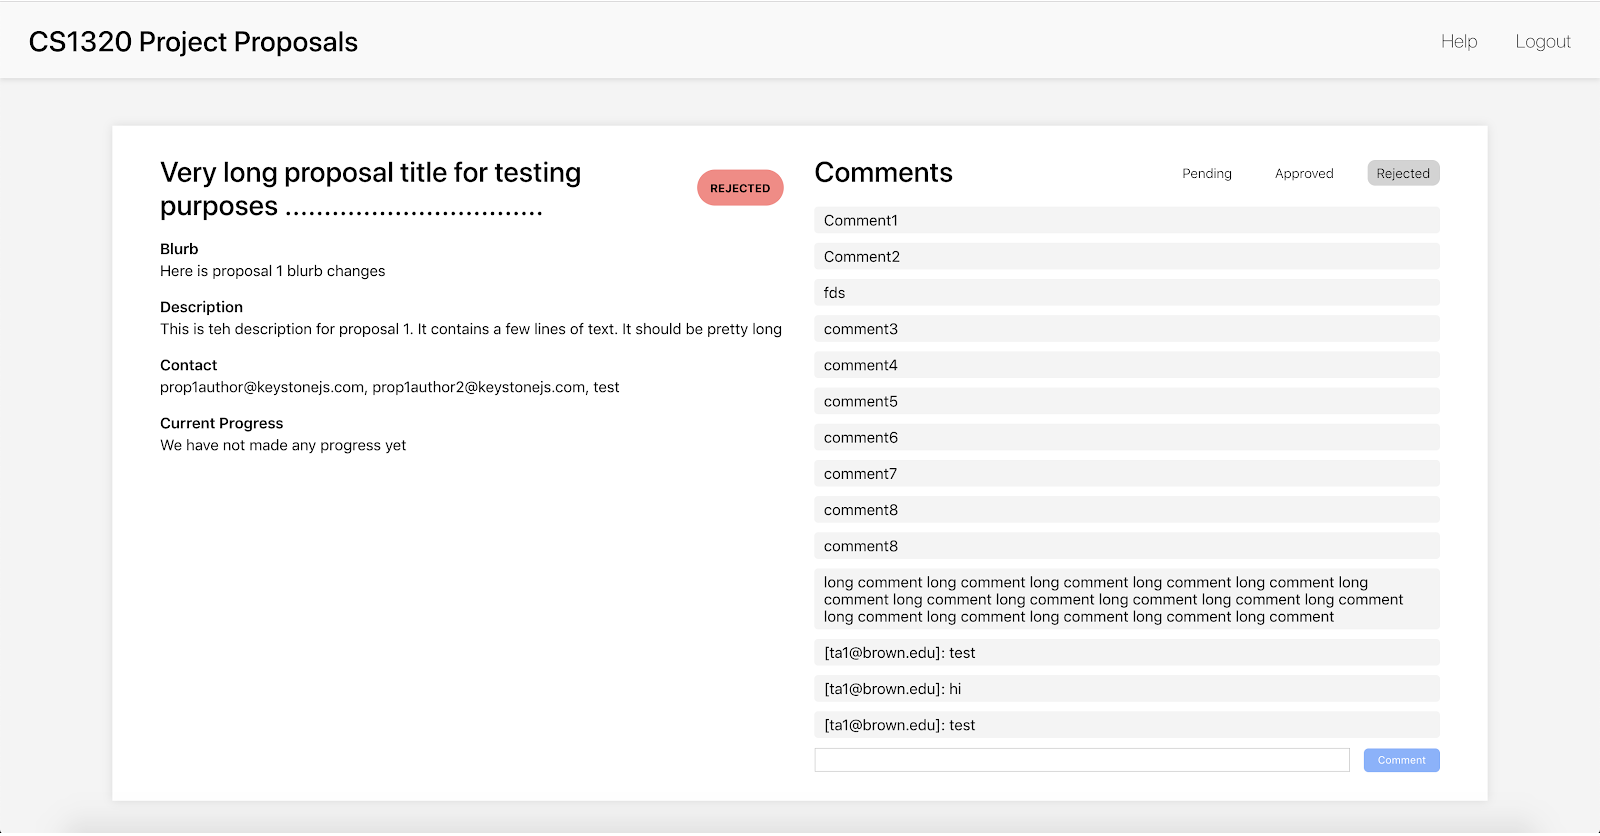 CS1320 Project Proposals
Help
Logout
Very long proposal title for testing
purposes .................................
REJECTED
Blurb
Here is proposal 1 blurb changes
Description
This is teh description for proposal 1. It contains a few lines of text. It should be pretty long
Contact
prop1author@keystonejs.com, prop1author2@keystonejs.com, test
Current Progress
We have not made any progress yet
Comments
Pending
Approved
Rejected
Comment1
Comment2
fds
comment3
comment4
comment5
comment6
comment7
comment8
comment8
long comment long comment long comment long comment long comment long
comment long comment long comment long comment long comment long comment
long comment long comment long comment long comment long comment
[ta1@brown.edu]: test
[ta1@brown.edu]: hi
[ta1@brown.edu]: test
Comment